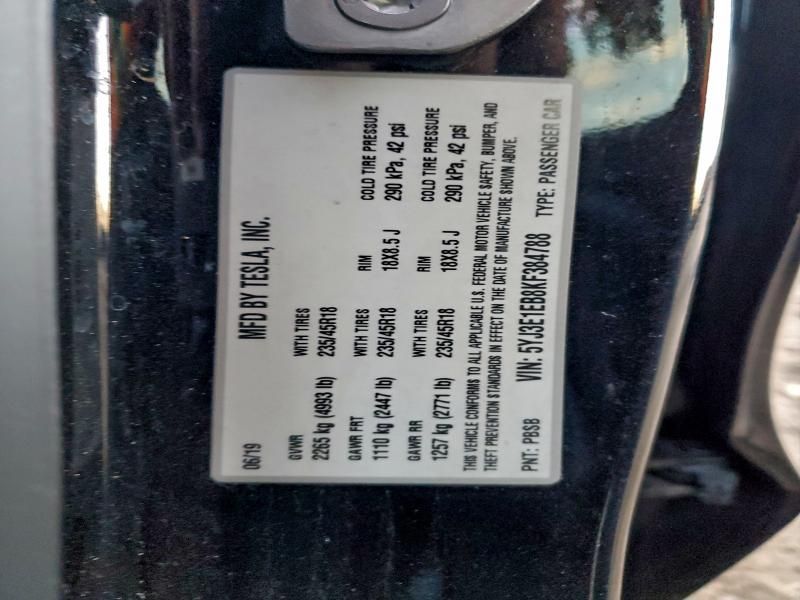 06/19 MFD BY TESLA, INC.
GVWR WITH TIRES
2265 kg (4993 lb) 235/45R18
GAWR FRT WITH TIRES RIM COLD TIRE PRESSURE
1110 kg (2447 lb) 235/45R18 18X8.5 J 290 kPa, 42 psi
GAWR RR WITH TIRES RIM COLD TIRE PRESSURE
1257 kg (2771 lb) 235/45R18 18X8.5 J 290 kPa, 42 psi
THIS VEHICLE CONFORMS TO ALL APPLICABLE U.S. FEDERAL MOTOR VEHICLE SAFETY, BUMPER, AND
THEFT PREVENTION STANDARDS IN EFFECT ON THE DATE OF MANUFACTURE SHOWN ABOVE.
PNT: PBSB VIN: 5YJ3E1EB8KF384788 TYPE: PASSENGER CAR